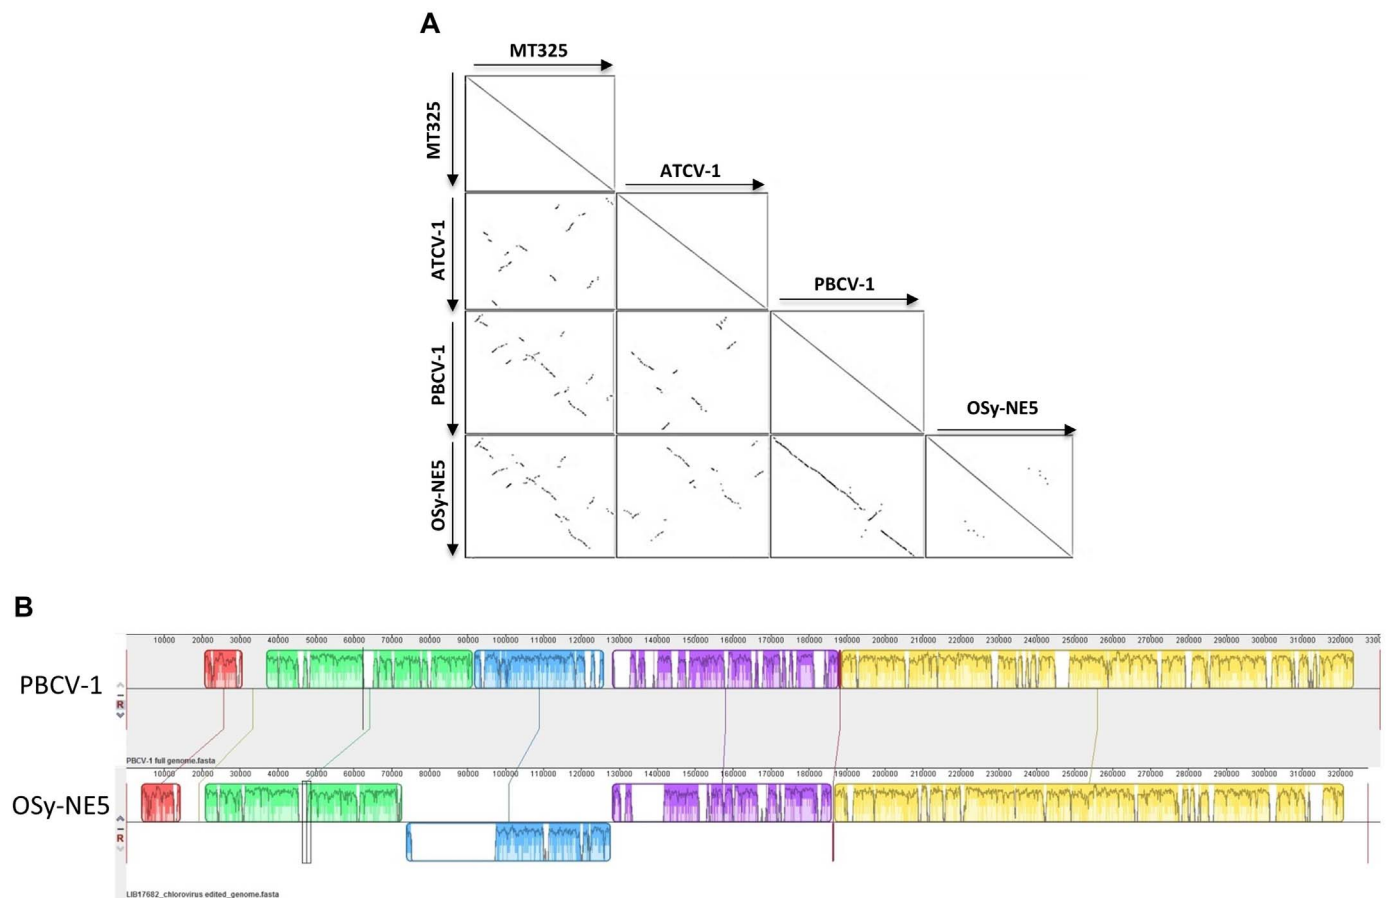 A
MT325
MT325
ATCV-1
ATCV-1
PBCV-1
PBCV-1
OSy-NE5
OSy-NE5
B
10000 20000 30000 40000 50000 60000 70000 80000 90000 100000 110000 120000 130000 140000 150000 160000 170000 180000 190000 200000 210000 220000 230000 240000 250000 260000 270000 280000 290000 300000 310000 320000 3300
PBCV-1
R
PBCV-1 full genome.fasta
10000 20000 30000 40000 50000 60000 70000 80000 90000 100000 110000 120000 130000 140000 150000 160000 170000 180000 190000 200000 210000 220000 230000 240000 250000 260000 270000 280000 290000 300000 310000 320000
OSy-NE5
R
LIB17682_chlorovirus edited_genome.fasta